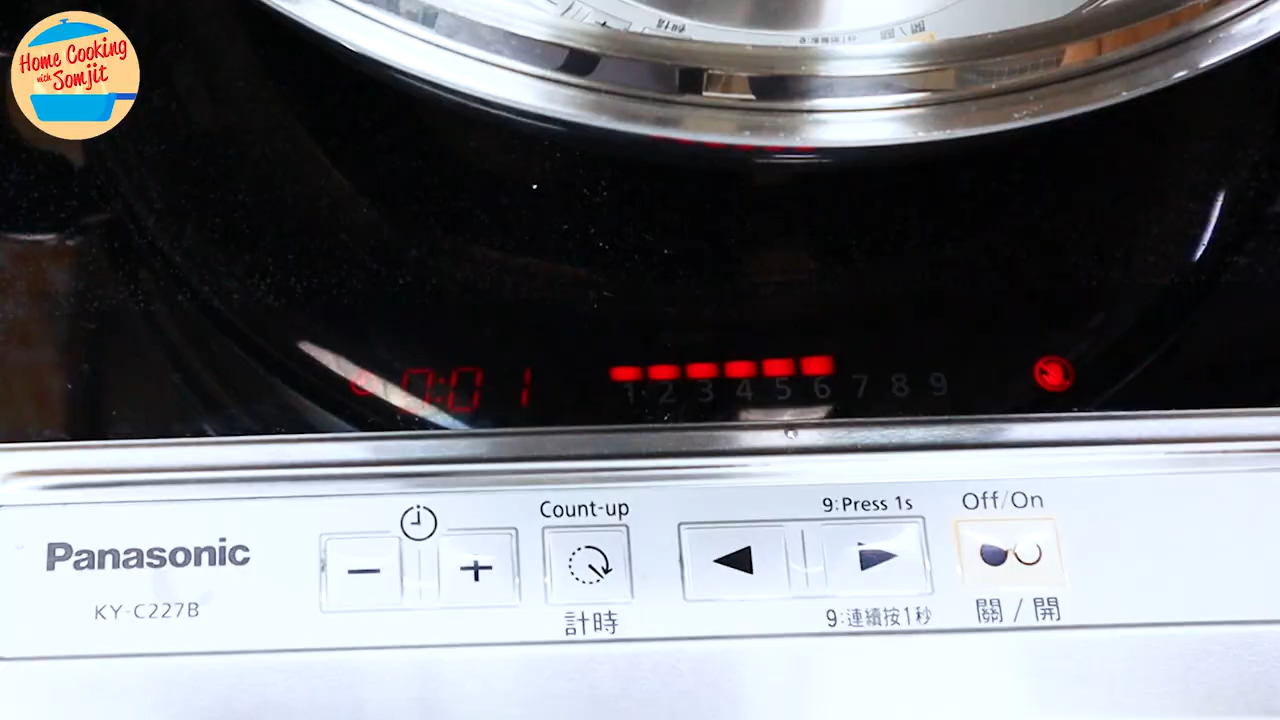 Home Cooking
with Somjit
0:01
1 2 3 4 5 6 7 8 9
Panasonic
KY-C227B
Count-up
計時
9:Press 1s
9:連續按1秒
Off/On
關 / 開